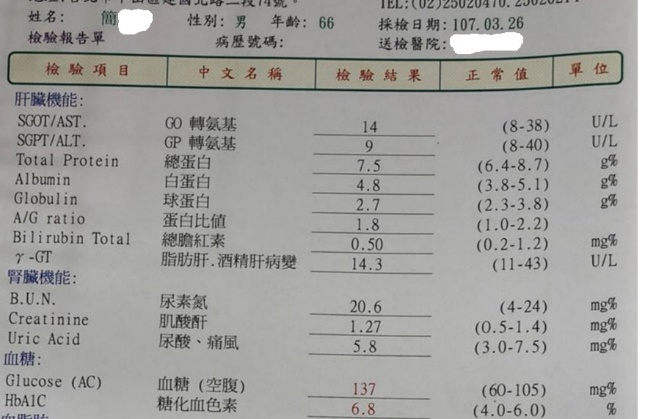 TEL:(02)25020470.25020214
姓名: 簡 性別: 男 年齡: 66 採檢日期: 107.03.26
檢驗報告單 病歷號碼: 送檢醫院:
檢驗項目 中文名稱 檢驗結果 正常值 單位
肝臟機能:
SGOT/AST. GO 轉氨基 14 (8-38) U/L
SGPT/ALT. GP 轉氨基 9 (8-40) U/L
Total Protein 總蛋白 7.5 (6.4-8.7) g%
Albumin 白蛋白 4.8 (3.8-5.1) g%
Globulin 球蛋白 2.7 (2.3-3.8) g%
A/G ratio 蛋白比値 1.8 (1.0-2.2)
Bilirubin Total 總膽紅素 0.50 (0.2-1.2) mg%
γ-GT 脂肪肝.酒精肝病變 14.3 (11-43) U/L
腎臟機能:
B.U.N. 尿素氮 20.6 (4-24) mg%
Creatinine 肌酸酐 1.27 (0.5-1.4) mg%
Uric Acid 尿酸、痛風 5.8 (3.0-7.5) mg%
血糖:
Glucose (AC) 血糖 (空腹) 137 (60-105) mg%
HbA1C 糖化血色素 6.8 (4.0-6.0) %